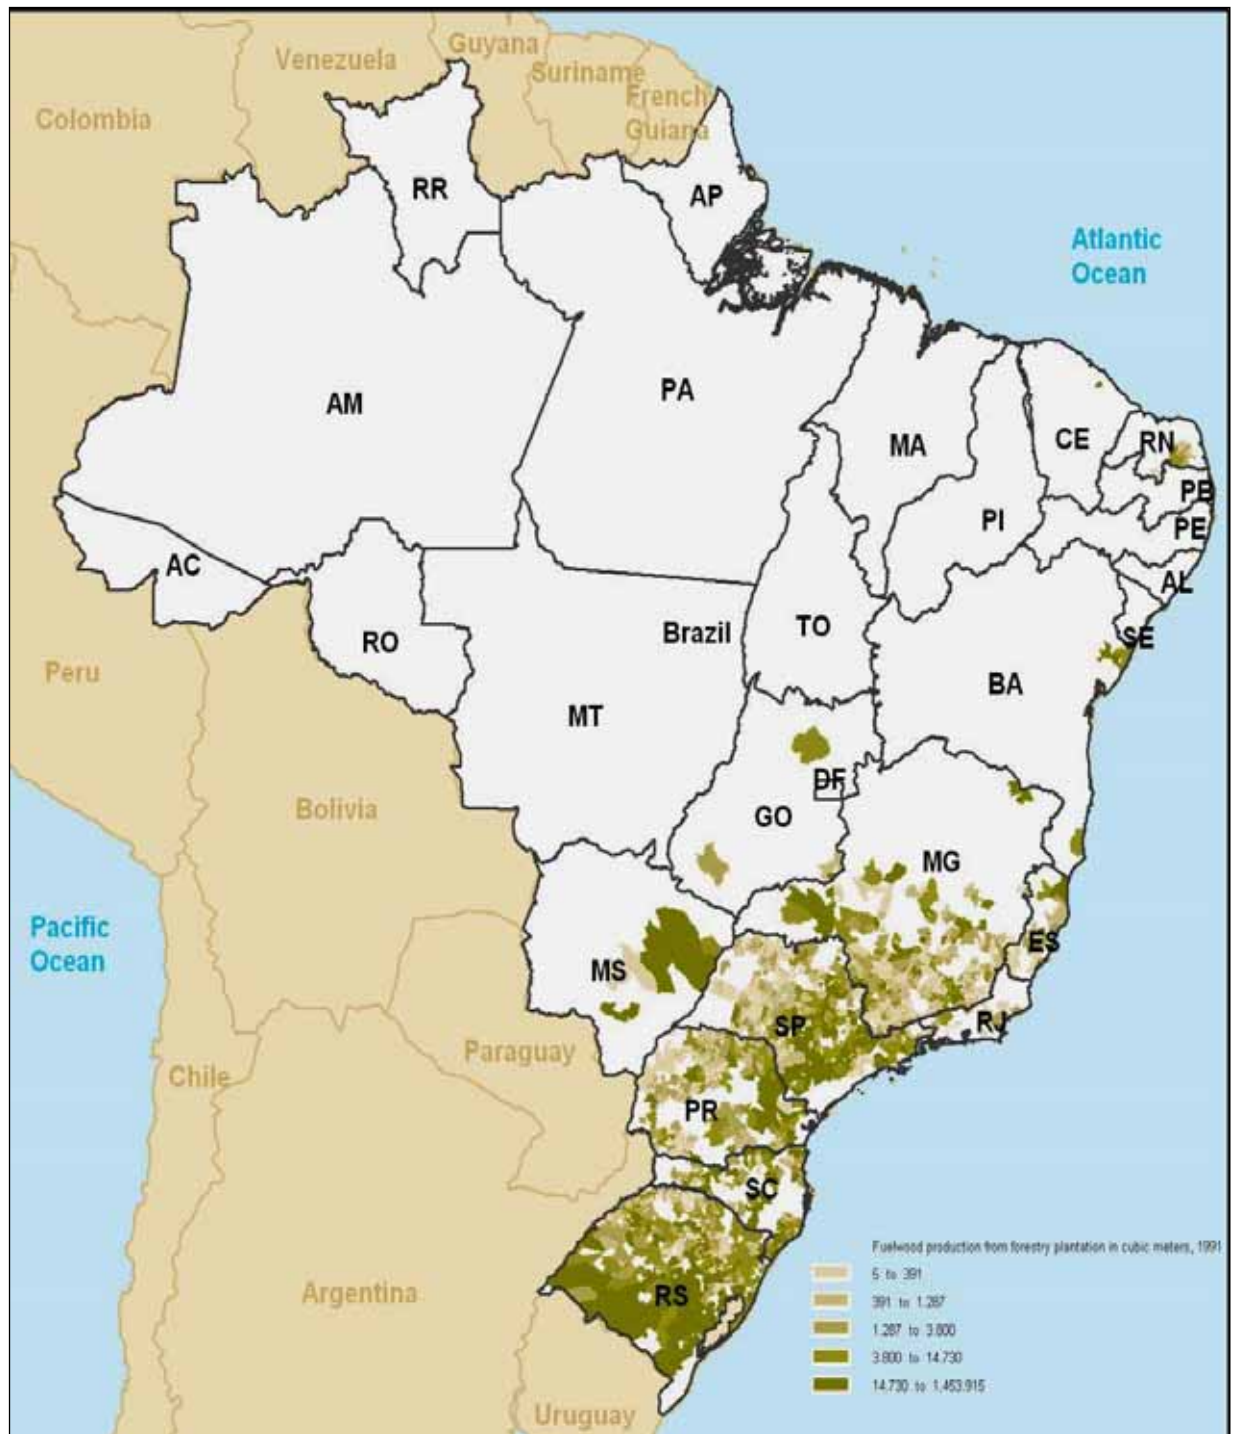 Venezuela
Guyana
Suriname
French
Guiana
Colombia
RR
AP
Atlantic
Ocean
AM
PA
MA
CE
RN
PB
PI
PE
AC
AL
RO
Brazil
TO
SE
Peru
MT
BA
DF
Bolivia
GO
MG
Pacific
Ocean
MS
ES
SP
RJ
Paraguay
Chile
PR
SC
Argentina
RS
Uruguay
Fuelwood production from forestry plantation in cubic meters, 1991
6 to 391
391 to 1.287
1.287 to 3.800
3.800 to 14.730
14.730 to 1,453.915